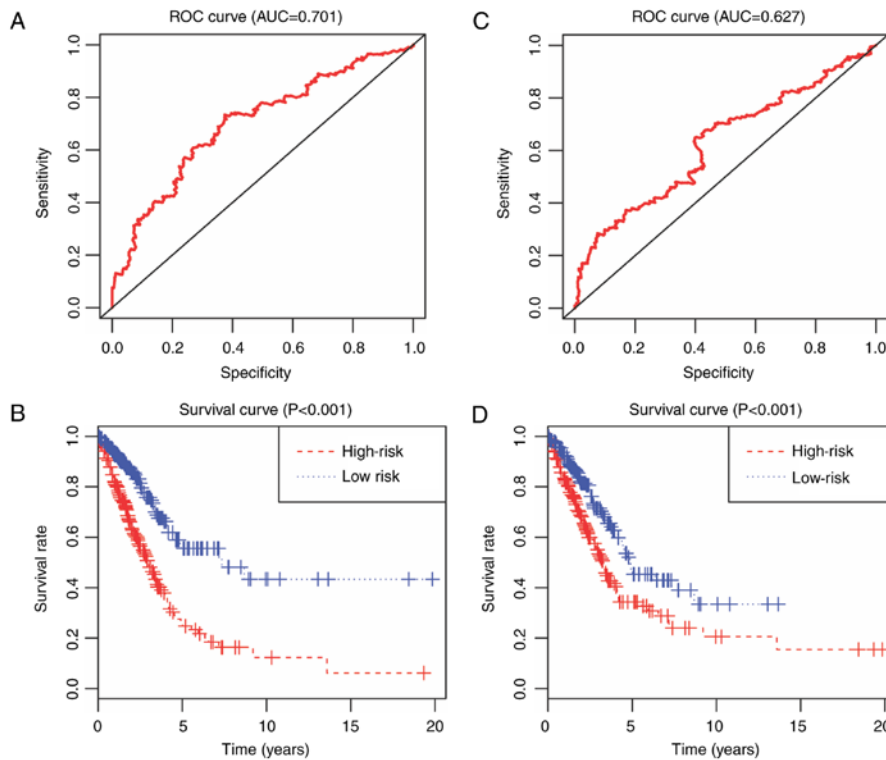 A
ROC curve (AUC=0.701)
1.0
0.8
0.6
0.4
0.2
0.0
Sensitivity
0.0 0.2 0.4 0.6 0.8 1.0
Specificity
C
ROC curve (AUC=0.627)
1.0
0.8
0.6
0.4
0.2
0.0
Sensitivity
0.0 0.2 0.4 0.6 0.8 1.0
Specificity
B
Survival curve (P<0.001)
High-risk
Low risk
1.0
0.8
0.6
0.4
0.2
0.0
Survival rate
0 5 10 15 20
Time (years)
D
Survival curve (P<0.001)
High-risk
Low-risk
1.0
0.8
0.6
0.4
0.2
0.0
Survival rate
0 5 10 15 20
Time (years)